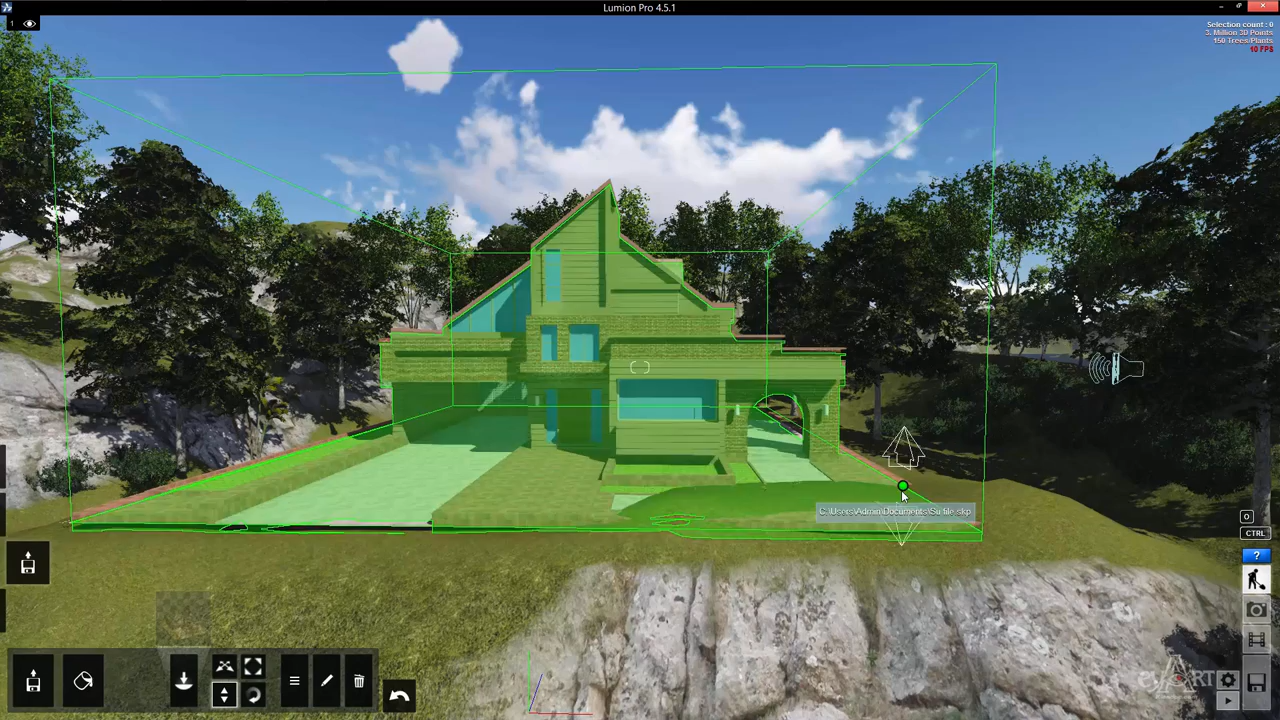 Lumion Pro 4.5.1
1
Selection count : 0
3. Million 3D Points
150 Trees/Plants
10 FPS
C:\Users\Admin\Documents\Su file.skp
O
CTRL
?